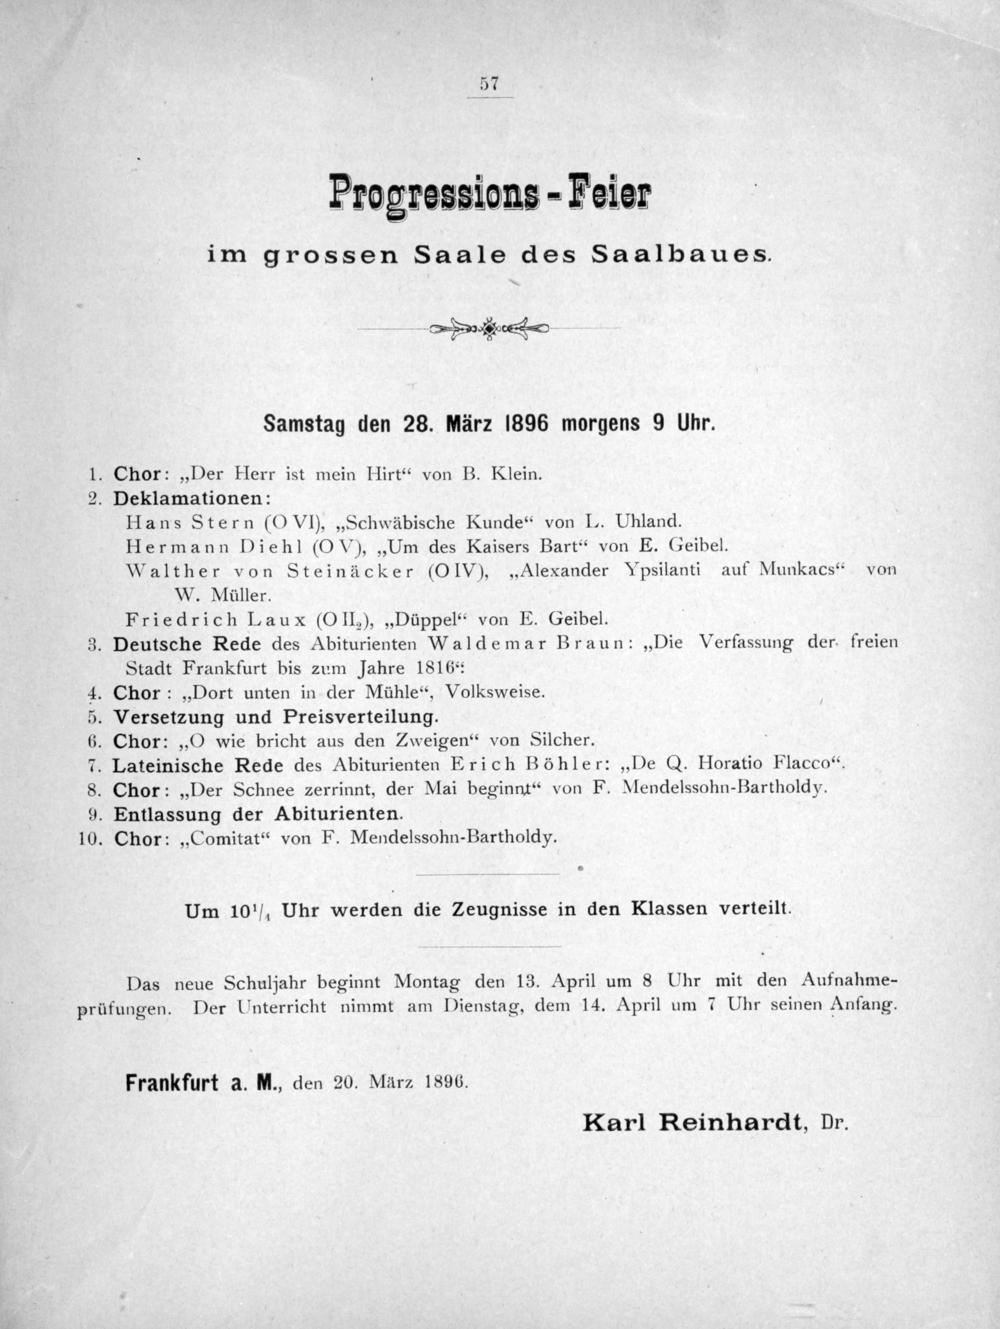 57
Progressions-Feier
im grossen Saale des Saalbaues.
Samstag den 28. März 1896 morgens 9 Uhr.
1. Chor: „Der Herr ist mein Hirt“ von B. Klein.
2. Deklamationen:
Hans Stern (O VI), „Schwäbische Kunde“ von L. Uhland.
Hermann Diehl (O V), „Um des Kaisers Bart“ von E. Geibel.
Walther von Steinäcker (O IV), „Alexander Ypsilanti auf Munkacs“ von
W. Müller.
Friedrich Laux (O II₂), „Düppel“ von E. Geibel.
3. Deutsche Rede des Abiturienten Waldemar Braun: „Die Verfassung der freien
Stadt Frankfurt bis zum Jahre 1816“.
4. Chor: „Dort unten in der Mühle“, Volksweise.
5. Versetzung und Preisverteilung.
6. Chor: „O wie bricht aus den Zweigen“ von Silcher.
7. Lateinische Rede des Abiturienten Erich Böhler: „De Q. Horatio Flacco“.
8. Chor: „Der Schnee zerrinnt, der Mai beginnt“ von F. Mendelssohn-Bartholdy.
9. Entlassung der Abiturienten.
10. Chor: „Comitat“ von F. Mendelssohn-Bartholdy.
Um 10¹/₄ Uhr werden die Zeugnisse in den Klassen verteilt.
Das neue Schuljahr beginnt Montag den 13. April um 8 Uhr mit den Aufnahme-
prüfungen. Der Unterricht nimmt am Dienstag, dem 14. April um 7 Uhr seinen Anfang.
Frankfurt a. M., den 20. März 1896.
Karl Reinhardt, Dr.